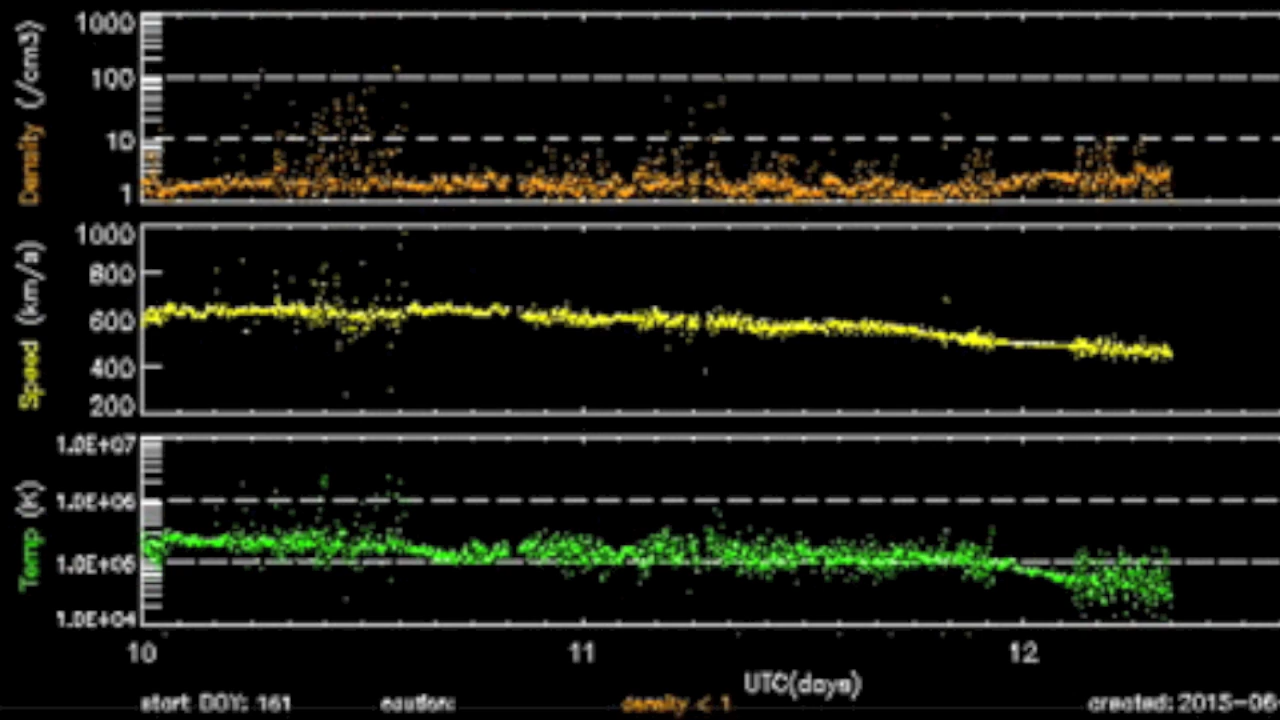 Density (/cm3)
1000
100
10
1
Speed (km/s)
1000
800
600
400
200
Temp (K)
1.0E+07
1.0E+06
1.0E+05
1.0E+04
10 11 12
UTC(days)
start DOY: 161 caution: density < 1 created: 2015-06